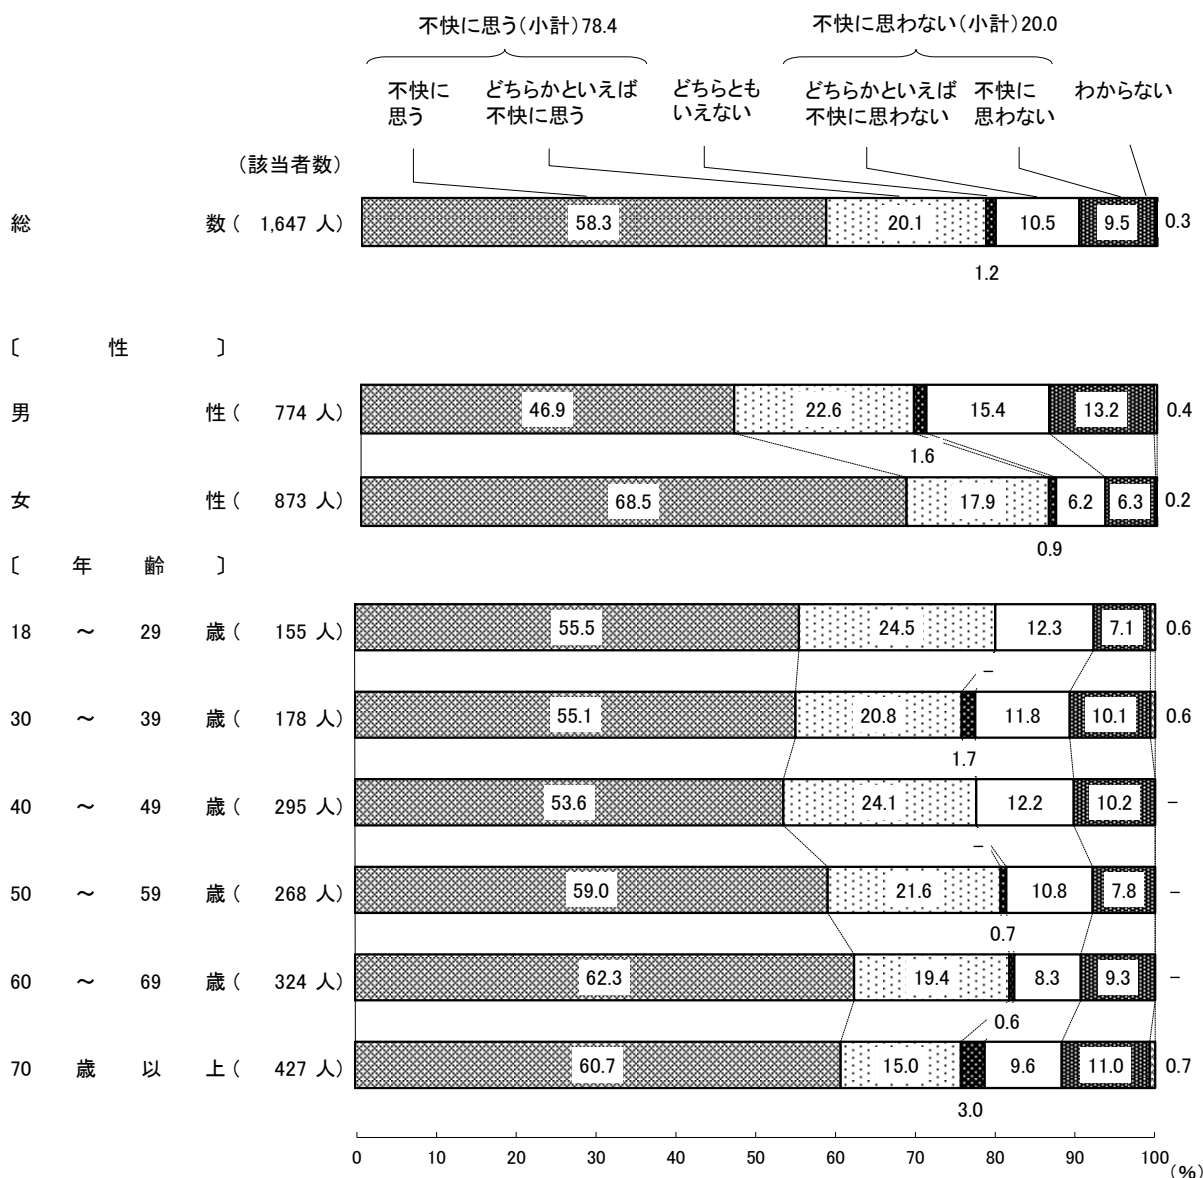 不快に思う(小計)78.4 不快に思わない(小計)20.0
不快に
思う
どちらかといえば
不快に思う
どちらとも
いえない
どちらかといえば
不快に思わない
不快に
思わない
わからない
(該当者数)
総 数( 1,647 人) 58.3 20.1 10.5 9.5 0.3
1.2
〔 性 〕
男 性( 774 人) 46.9 22.6 15.4 13.2 0.4
1.6
女 性( 873 人) 68.5 17.9 6.2 6.3 0.2
0.9
〔 年 齢 〕
18 ～ 29 歳( 155 人) 55.5 24.5 12.3 7.1 0.6
－
30 ～ 39 歳( 178 人) 55.1 20.8 11.8 10.1 0.6
1.7
40 ～ 49 歳( 295 人) 53.6 24.1 12.2 10.2 －
－
50 ～ 59 歳( 268 人) 59.0 21.6 10.8 7.8 －
0.7
60 ～ 69 歳( 324 人) 62.3 19.4 8.3 9.3 －
0.6
70 歳 以 上( 427 人) 60.7 15.0 9.6 11.0 0.7
3.0
0 10 20 30 40 50 60 70 80 90 100
(%)